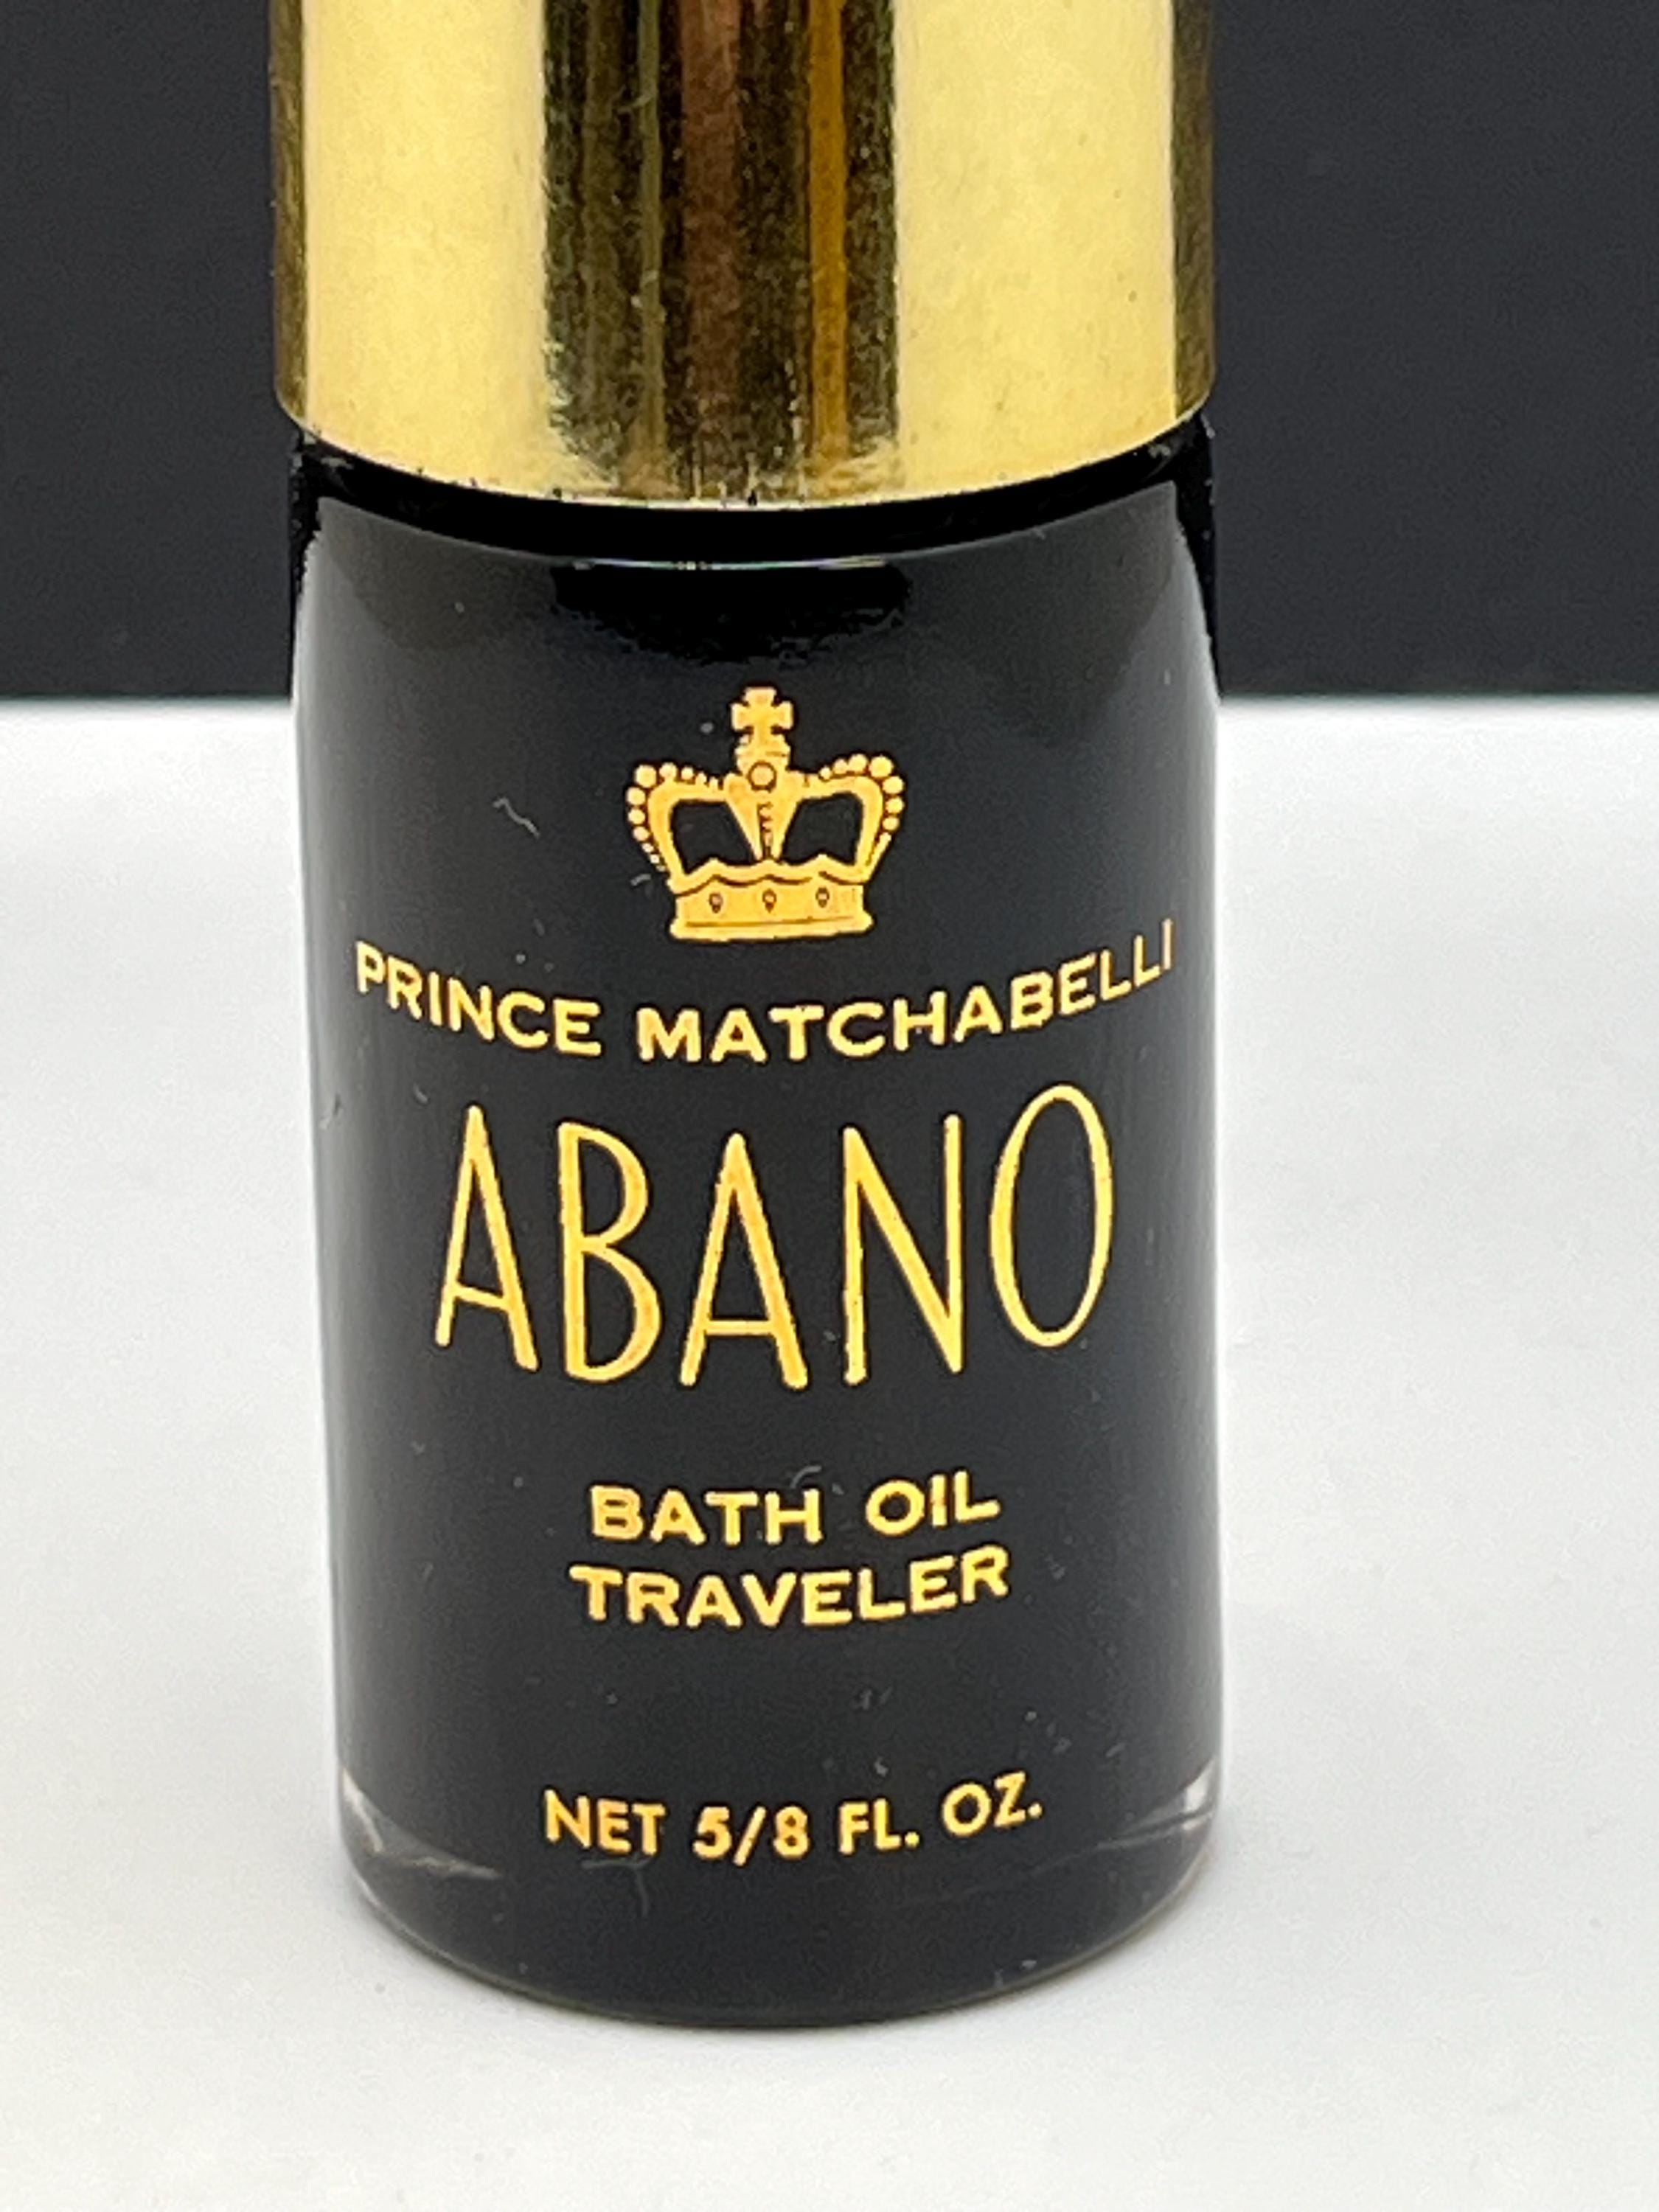 PRINCE MATCHABELLI
ABANO
BATH OIL
TRAVELER
NET 5/8 FL. OZ.